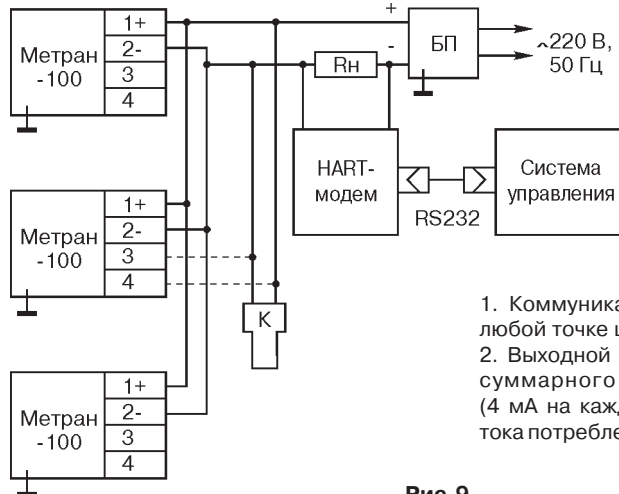 Метран
-100
1+
2-
3
4
+
-
Rн
БП
~220 В,
50 Гц
HART-
модем
RS232
Система
управления
Метран
-100
1+
2-
3
4
К
Метран
-100
1+
2-
3
4
1. Коммуника
любой точке
2. Выходной
суммарного
(4 мА на каж
тока потребле
Рис 9